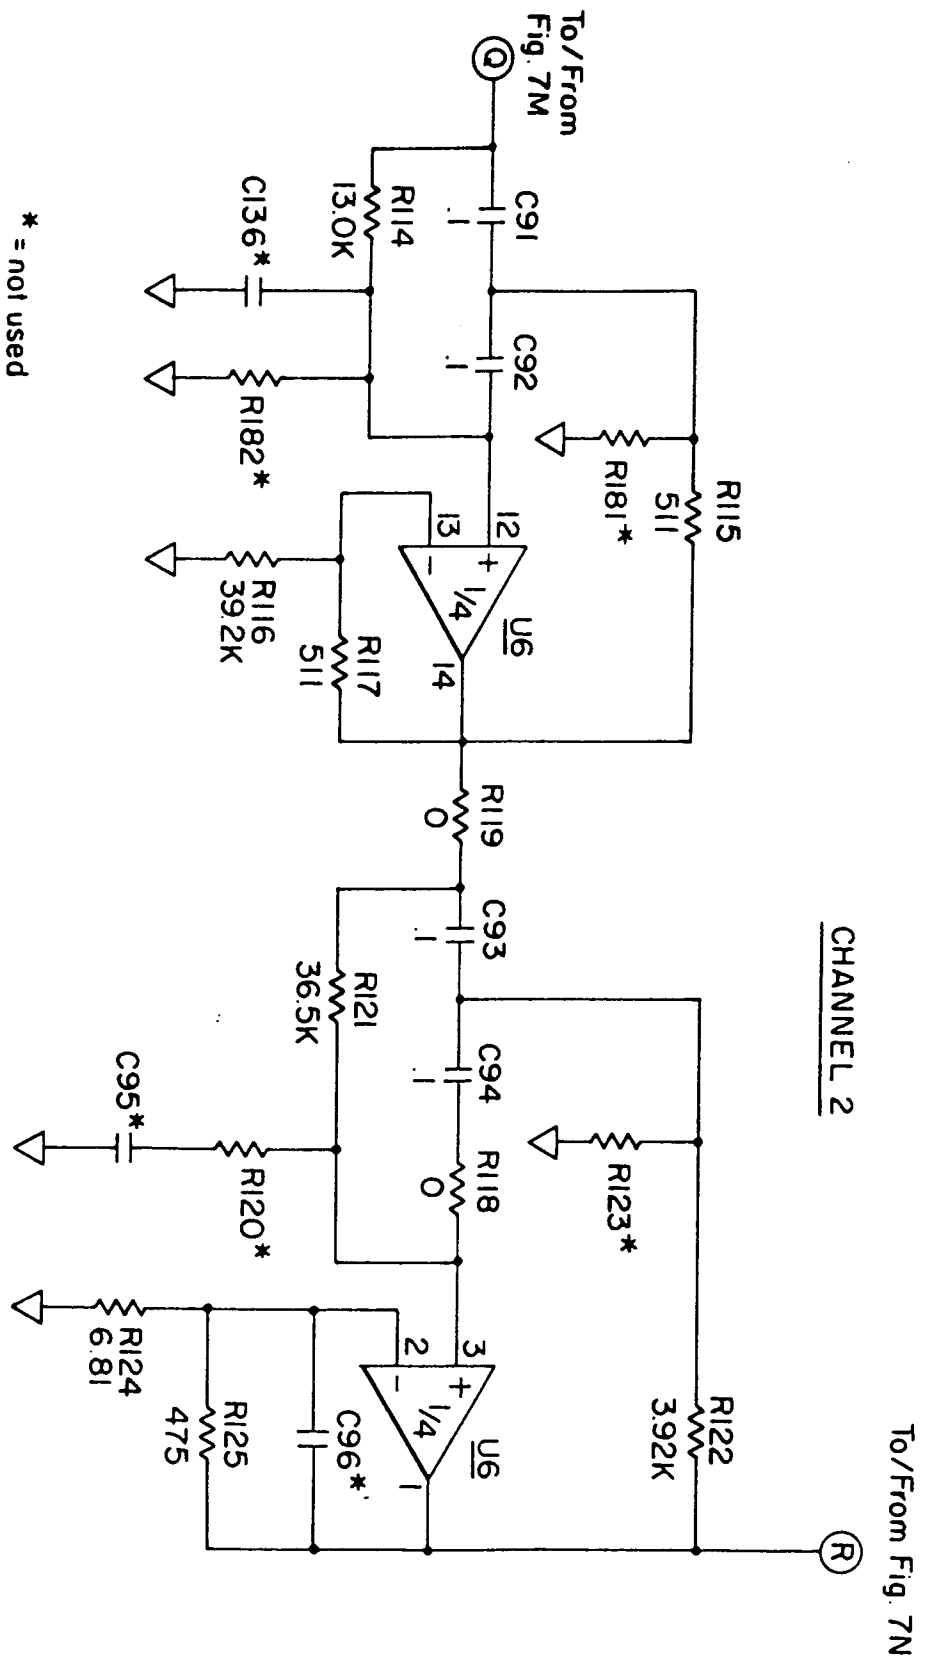 CHANNEL 2
To/From
Fig. 7M
Q
C91
.1
R114
13.0K
C136*
R182*
C92
.1
R181*
R115
511
12
13
+
-
1/4
U6
14
R116
39.2K
R117
511
R119
0
C93
.1
R121
36.5K
C94
.1
R118
0
C95*
R120*
R123*
R122
3.92K
3
2
+
-
1/4
U6
1
R124
6.81
R125
475
C96*
R
To/From Fig. 7N
* = not used